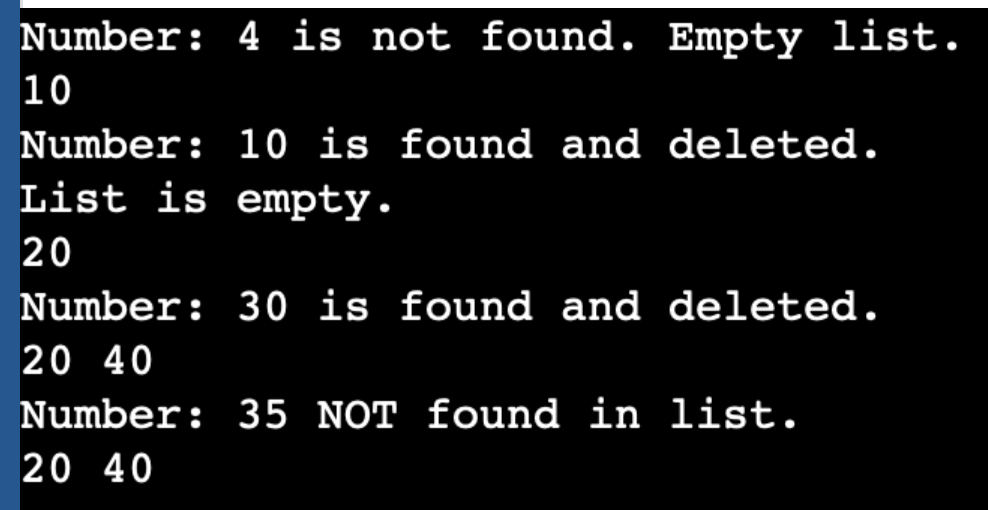 Number: 4 is not found. Empty list.
10
Number: 10 is found and deleted.
List is empty.
20
Number: 30 is found and deleted.
20 40
Number: 35 NOT found in list.
20 40